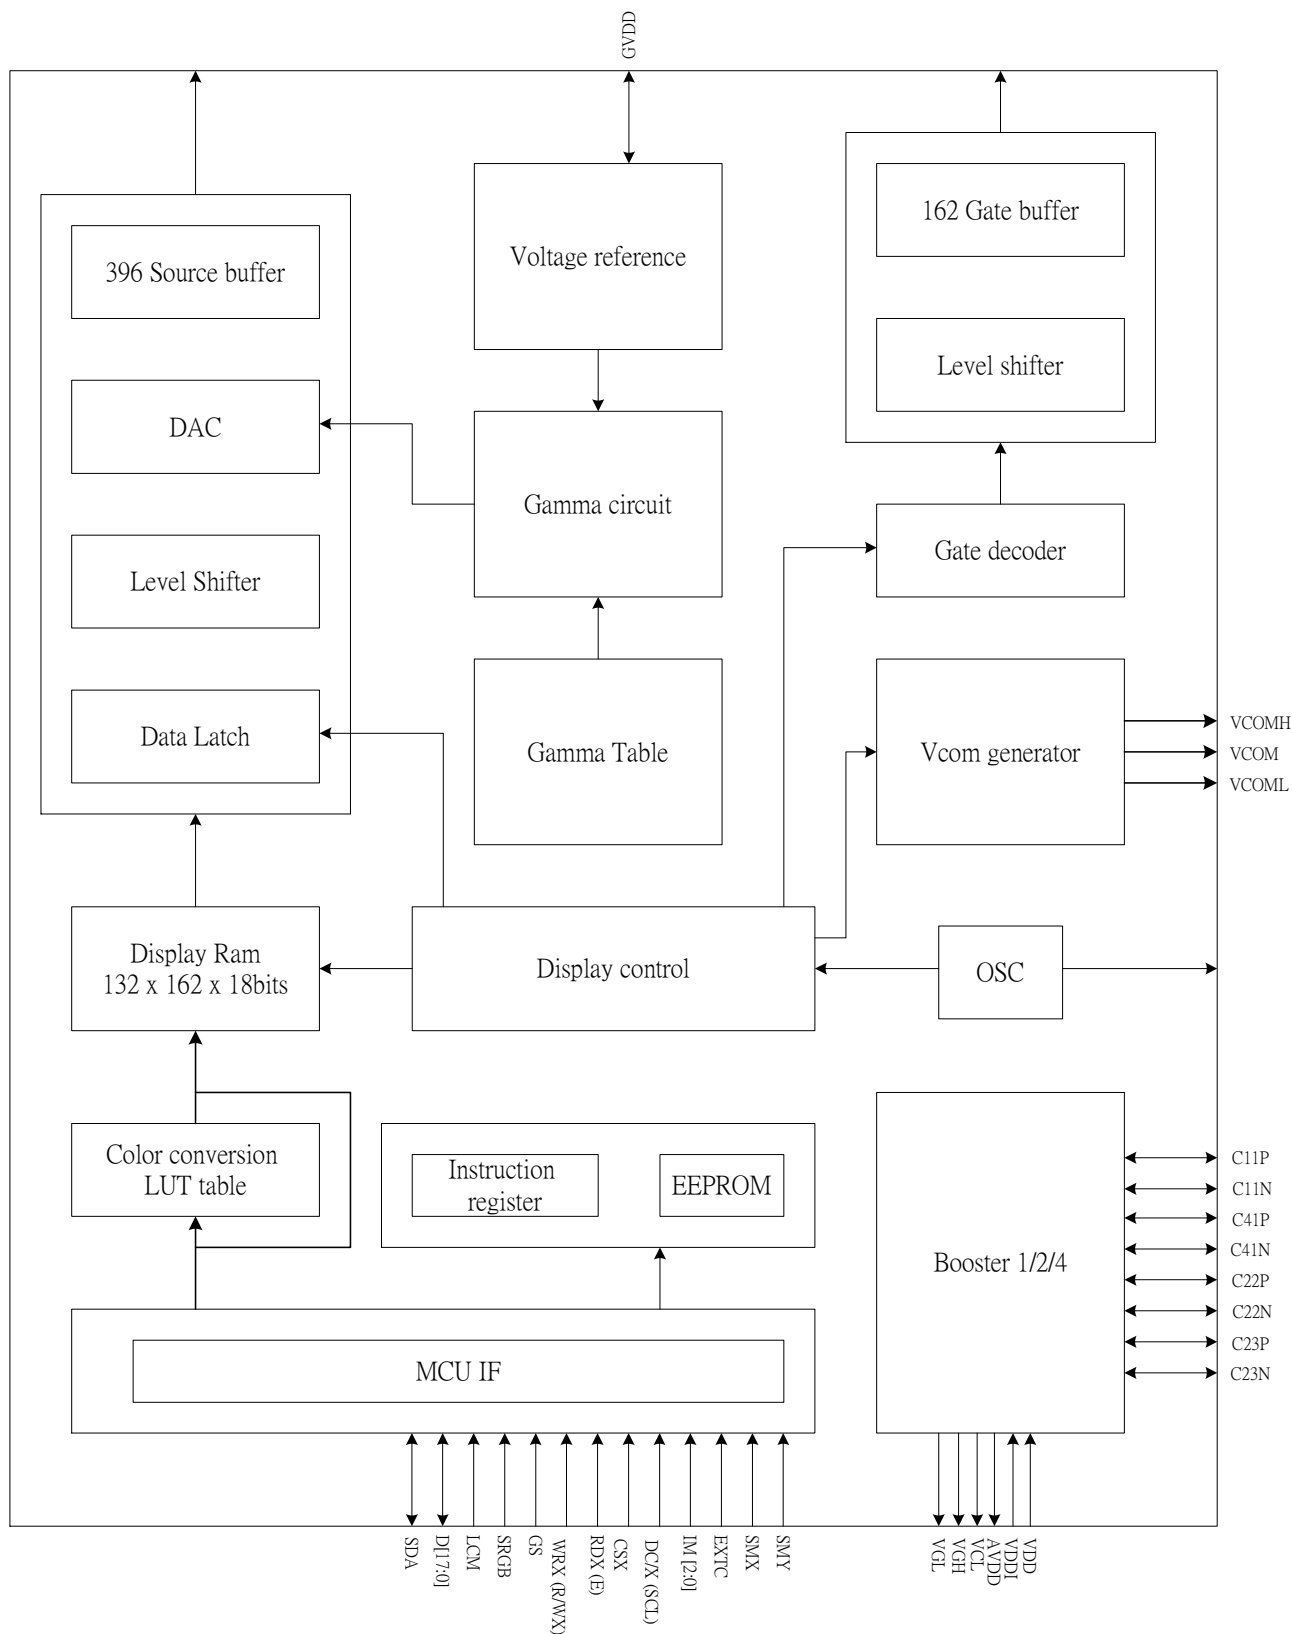 GVDD
162 Gate buffer
396 Source buffer
Voltage reference
Level shifter
DAC
Gamma circuit
Gate decoder
Level Shifter
Data Latch
Gamma Table
Vcom generator
VCOMH
VCOM
VCOML
Display Ram
132 x 162 x 18bits
Display control
OSC
Color conversion
LUT table
Instruction
register
EEPROM
Booster 1/2/4
C11P
C11N
C41P
C41N
C22P
C22N
C23P
C23N
MCU IF
SDA
D[17:0]
LCM
SRGB
GS
WRX (R/WX)
RDX (E)
CSX
DC/X (SCL)
IM [2:0]
EXTC
SMX
SMY
VGL
VGH
VCL
AVDD
VDDI
VDD